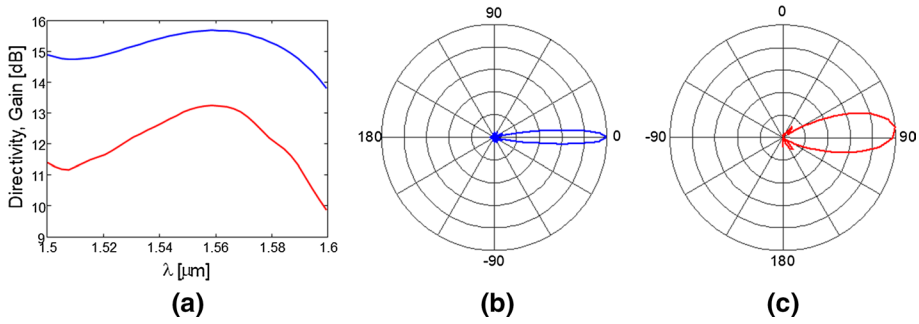 16
15
14
13
12
11
10
9
Directivity, Gain [dB]
1.5 1.52 1.54 1.56 1.58 1.6
λ [μm]
(a)
90
180 0
-90
(b)
0
-90 90
180
(c)